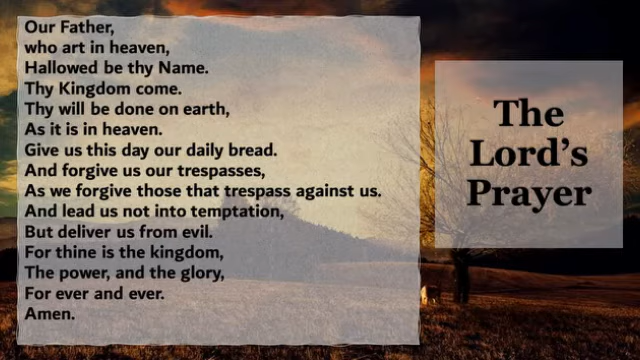 Our Father,
who art in heaven,
Hallowed be thy Name.
Thy Kingdom come.
Thy will be done on earth,
As it is in heaven.
Give us this day our daily bread.
And forgive us our trespasses,
As we forgive those that trespass against us.
And lead us not into temptation,
But deliver us from evil.
For thine is the kingdom,
The power, and the glory,
For ever and ever.
Amen.
The
Lord's
Prayer